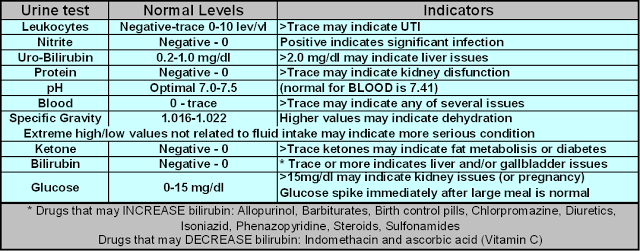 Urine test Normal Levels Indicators
Leukocytes Negative-trace 0-10 lev/vl >Trace may indicate UTI
Nitrite Negative - 0 Positive indicates significant infection
Uro-Bilirubin 0.2-1.0 mg/dl >2.0 mg/dl may indicate liver issues
Protein Negative - 0 >Trace may indicate kidney disfunction
pH Optimal 7.0-7.5 (normal for BLOOD is 7.41)
Blood 0 - trace >Trace may indicate any of several issues
Specific Gravity 1.016-1.022 Higher values may indicate dehydration
Extreme high/low values not related to fluid intake may indicate more serious condition
Ketone Negative - 0 >Trace ketones may indicate fat metabolisis or diabetes
Bilirubin Negative - 0 * Trace or more indicates liver and/or gallbladder issues
Glucose 0-15 mg/dl >15mg/dl may indicate kidney issues (or pregnancy)
Glucose spike immediately after large meal is normal
* Drugs that may INCREASE bilirubin: Allopurinol, Barbiturates, Birth control pills, Chlorpromazine, Diuretics,
Isoniazid, Phenazopyridine, Steroids, Sulfonamides
Drugs that may DECREASE bilirubin: Indomethacin and ascorbic acid (Vitamin C)